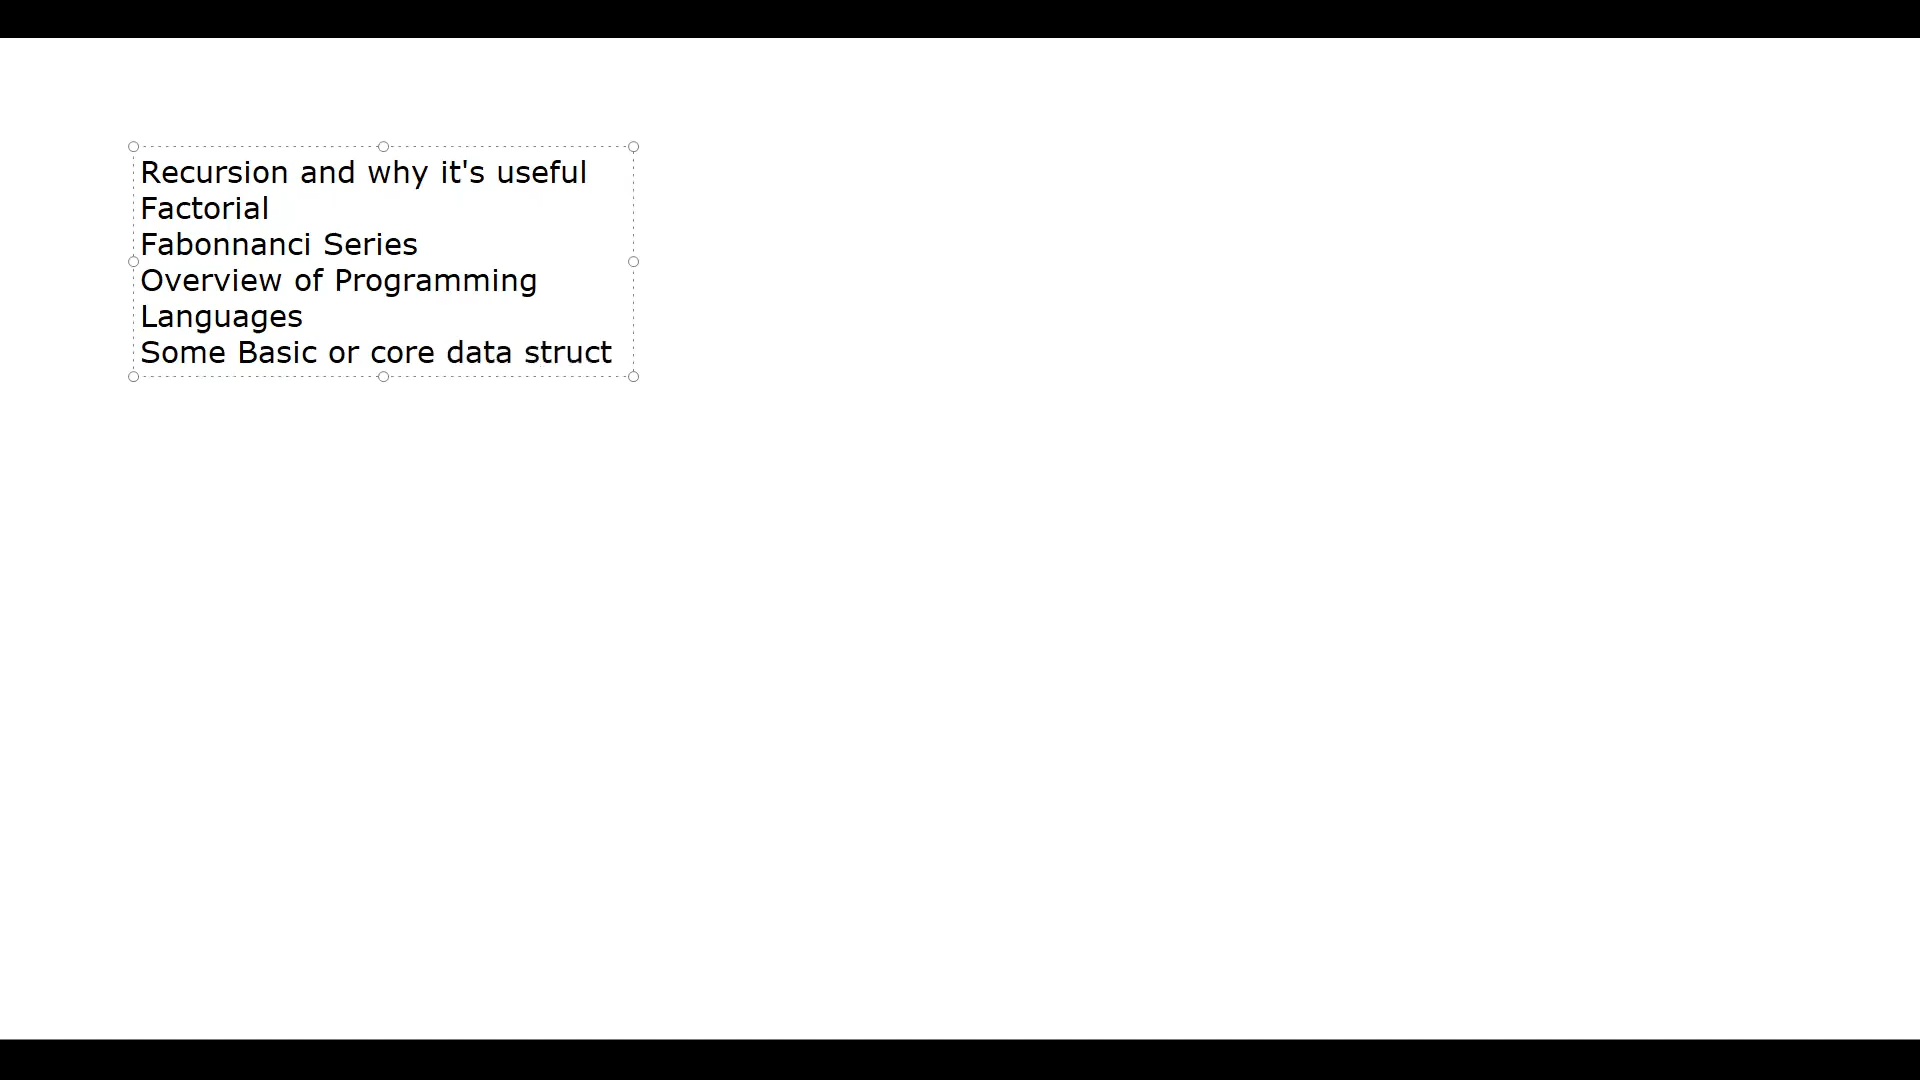 Recursion and why it's useful
Factorial
Fabonnanci Series
Overview of Programming
Languages
Some Basic or core data struct